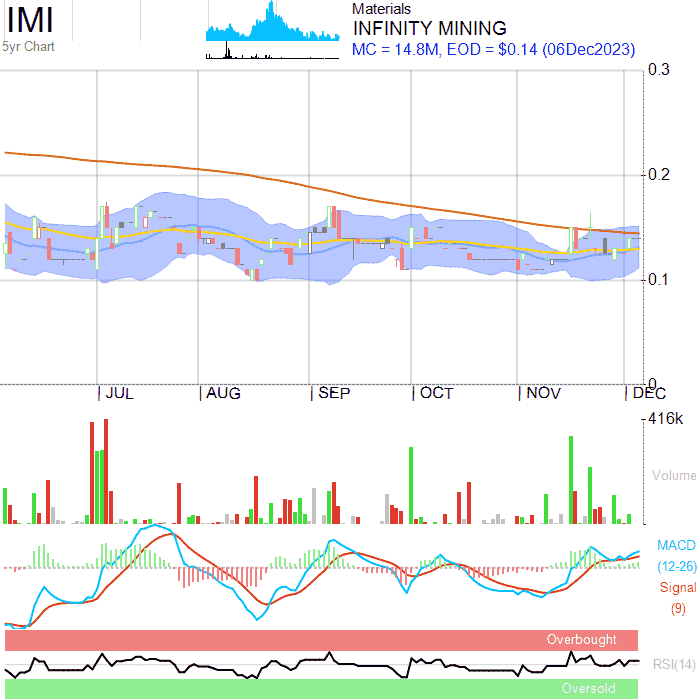 IMI
5yr Chart
Materials
INFINITY MINING
MC = 14.8M, EOD = $0.14 (06Dec2023)
0.3
0.2
0.1
0
JUL AUG SEP OCT NOV DEC
416k
Volume
MACD
(12-26)
Signal
(9)
Overbought
RSI(14)
Oversold